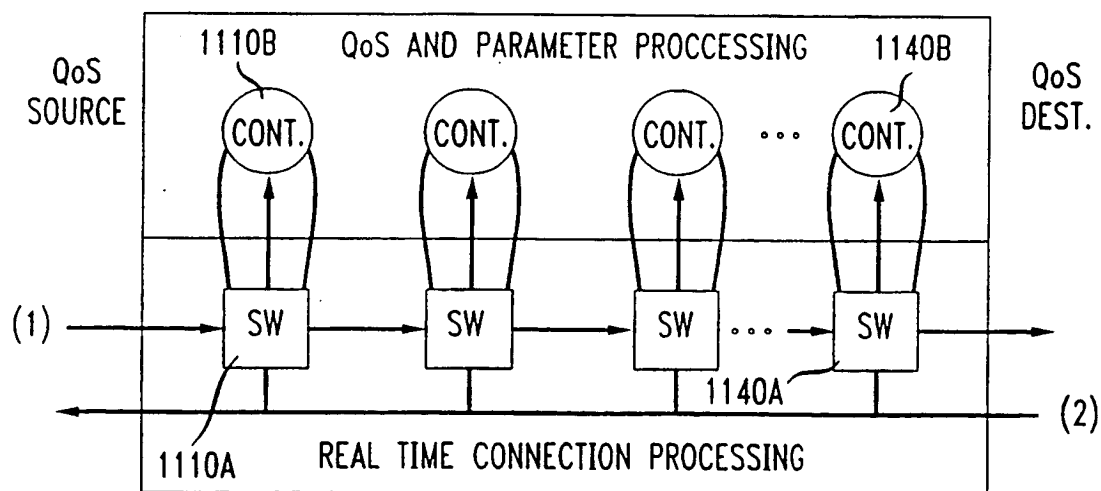 1110B
QoS AND PARAMETER PROCCESSING
1140B
QoS
SOURCE
QoS
DEST.
CONT.
CONT.
CONT.
CONT.
(1)
SW
SW
SW
SW
1140A
(2)
1110A
REAL TIME CONNECTION PROCESSING